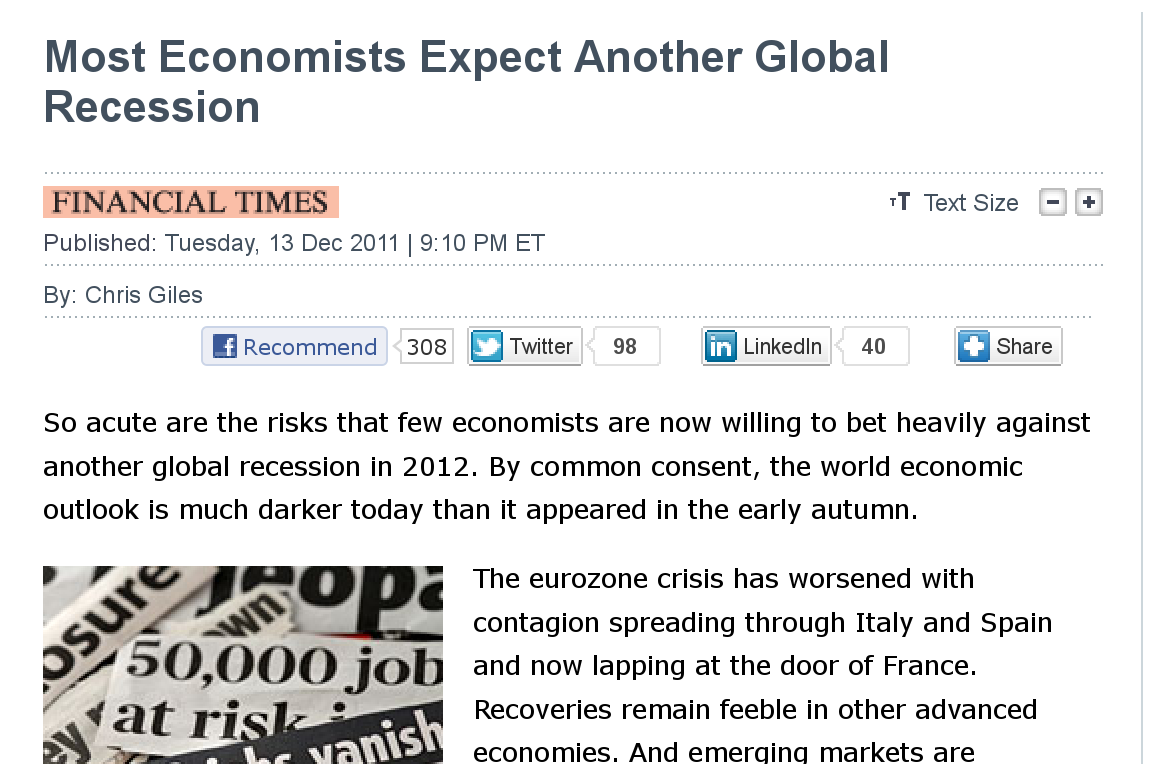 Most Economists Expect Another Global
Recession
FINANCIAL TIMES
TT Text Size - +
Published: Tuesday, 13 Dec 2011 | 9:10 PM ET
By: Chris Giles
f Recommend 308 Twitter 98 in LinkedIn 40 + Share
So acute are the risks that few economists are now willing to bet heavily against
another global recession in 2012. By common consent, the world economic
outlook is much darker today than it appeared in the early autumn.
The eurozone crisis has worsened with
contagion spreading through Italy and Spain
and now lapping at the door of France.
Recoveries remain feeble in other advanced
economies. And emerging markets are
osure
Jeopa
own
50,000 job
at risk
ey
jobs vanish